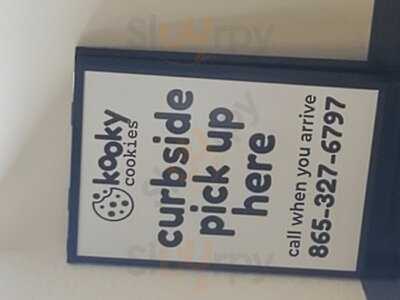 kooky
cookies
curbside
pick up
here
call when you arrive
865-327-6797